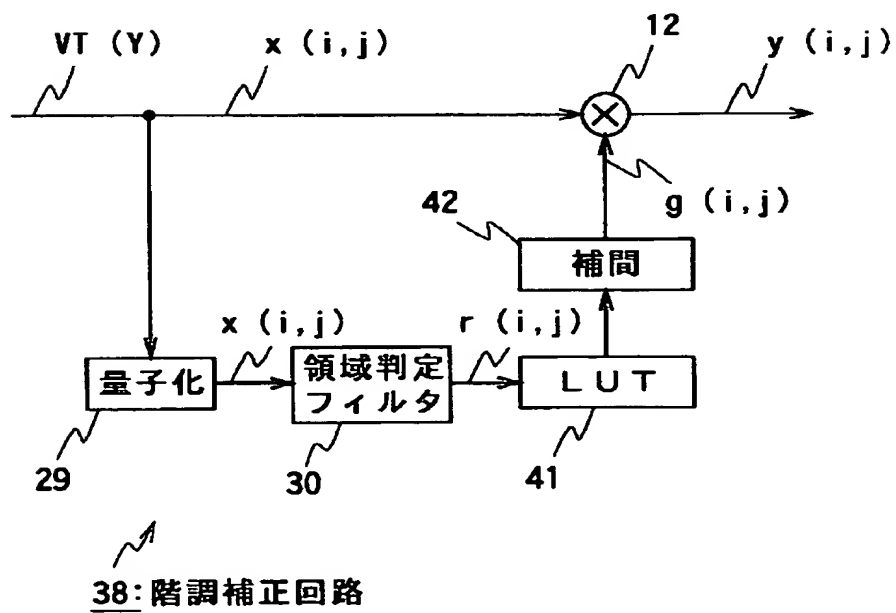 VT (Y)
x (i,j)
12
y (i,j)
g (i,j)
42
補間
x (i,j)
r (i,j)
量子化
領域判定
フィルタ
LUT
29
30
41
38:階調補正回路